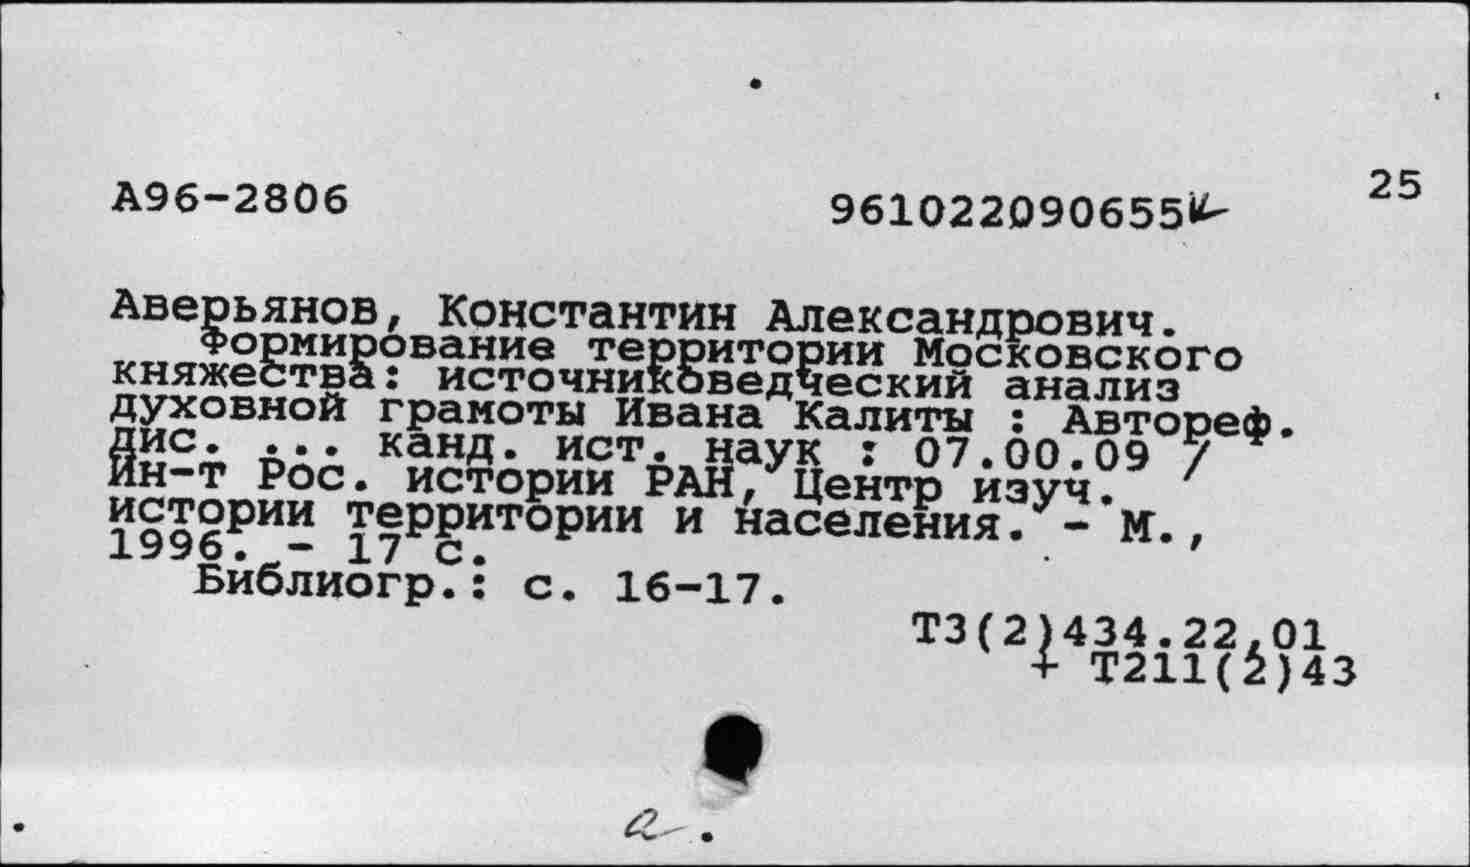 25
А96-2806 961022090655
Аверьянов, Константин Александрович.
Формирование территории Московского
княжества: источниковедческий анализ
духовной грамоты Ивана Калиты : Автореф.
дис. ... канд. ист. наук : 07.00.09 /
Ин-т Рос. истории РАН, Центр изуч.
истории территории и населения. - М.,
1996. - 17 с.
Библиогр.: с. 16-17.
Т3(2)434.22,01
+ Т211(2)43
а.